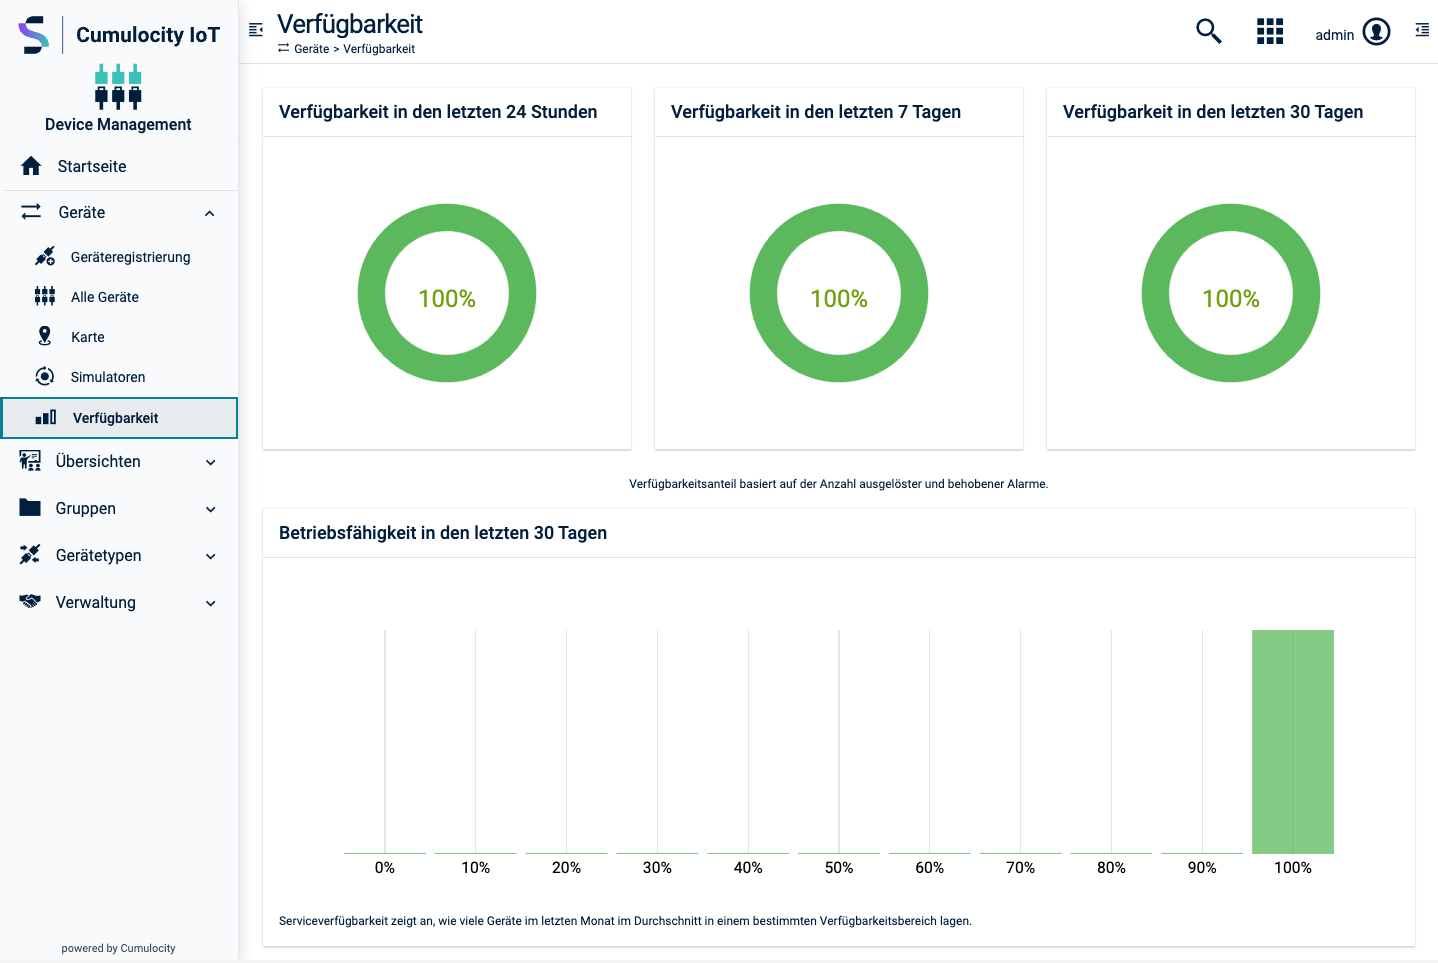 Cumulocity IoT
Device Management
Startseite
Geräte
Geräteregistrierung
Alle Geräte
Karte
Simulatoren
Verfügbarkeit
Übersichten
Gruppen
Gerätetypen
Verwaltung
powered by Cumulocity
Verfügbarkeit
Geräte > Verfügbarkeit
admin
Verfügbarkeit in den letzten 24 Stunden
100%
Verfügbarkeit in den letzten 7 Tagen
100%
Verfügbarkeit in den letzten 30 Tagen
100%
Verfügbarkeitsanteil basiert auf der Anzahl ausgelöster und behobener Alarme.
Betriebsfähigkeit in den letzten 30 Tagen
0% 10% 20% 30% 40% 50% 60% 70% 80% 90% 100%
Serviceverfügbarkeit zeigt an, wie viele Geräte im letzten Monat im Durchschnitt in einem bestimmten Verfügbarkeitsbereich lagen.